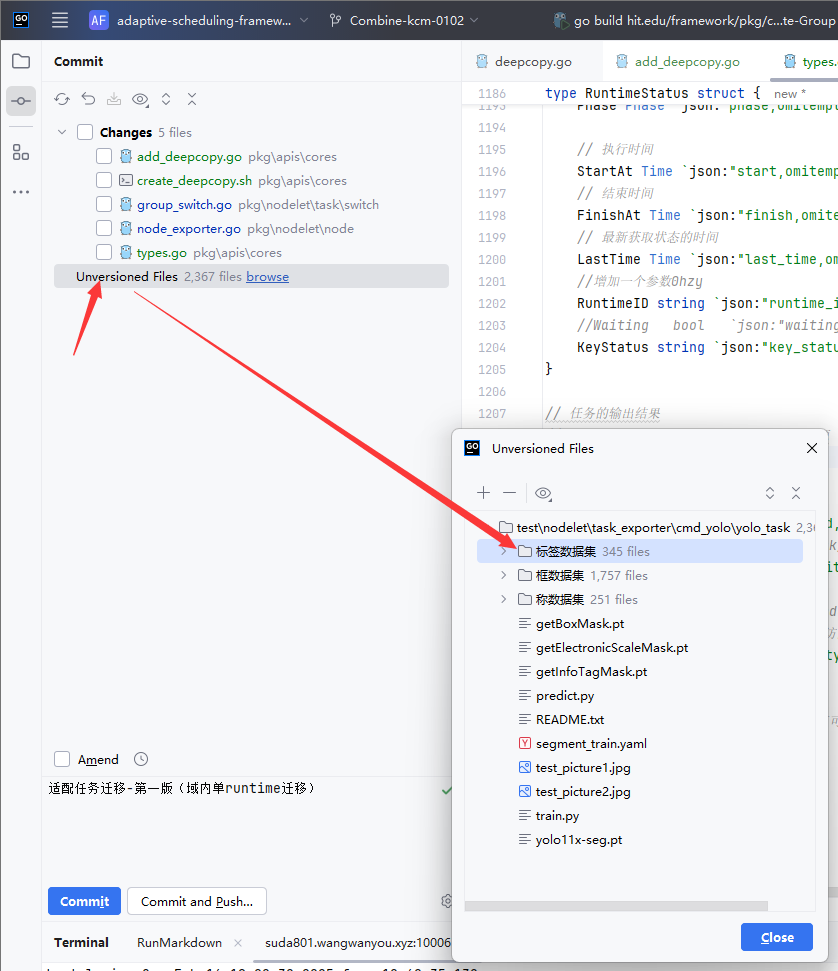 GO AF adaptive-scheduling-framew... Combine-kcm-0102 go build hit.edu/framework/pkg/c...te-Group
Commit
deepcopy.go add_deepcopy.go types.
Changes 5 files
add_deepcopy.go pkg\apis\cores
create_deepcopy.sh pkg\apis\cores
group_switch.go pkg\nodelet\task\switch
node_exporter.go pkg\nodelet\node
types.go pkg\apis\cores
Unversioned Files 2,367 files browse
1186 type RuntimeStatus struct { new *
1193 Phase Phase `json:"phase,omitempt
1194
1195 // 执行时间
1196 StartAt Time `json:"start,omitemp
1197 // 结束时间
1198 FinishAt Time `json:"finish,omite
1199 // 最新获取状态的时间
1200 LastTime Time `json:"last_time,om
1201 //增加一个参数0hzy
1202 RuntimeID string `json:"runtime_i
1203 //Waiting bool `json:"waiting
1204 KeyStatus string `json:"key_statu
1205 }
1206
1207 // 任务的输出结果
GO Unversioned Files
test\nodelet\task_exporter\cmd_yolo\yolo_task 2,36
标签数据集 345 files
框数据集 1,757 files
称数据集 251 files
getBoxMask.pt
getElectronicScaleMask.pt
getInfoTagMask.pt
predict.py
README.txt
segment_train.yaml
test_picture1.jpg
test_picture2.jpg
train.py
yolo11x-seg.pt
Close
Amend
适配任务迁移-第一版（域内单runtime迁移）
Commit Commit and Push...
Terminal RunMarkdown suda801.wangwanyou.xyz:10006